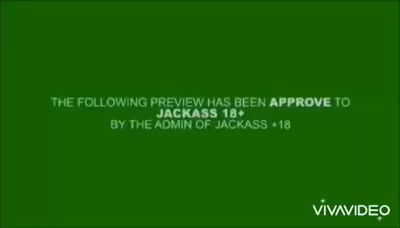 THE FOLLOWING PREVIEW HAS BEEN APPROVE TO
JACKASS 18+
BY THE ADMIN OF JACKASS +18
VIVAVIDEO